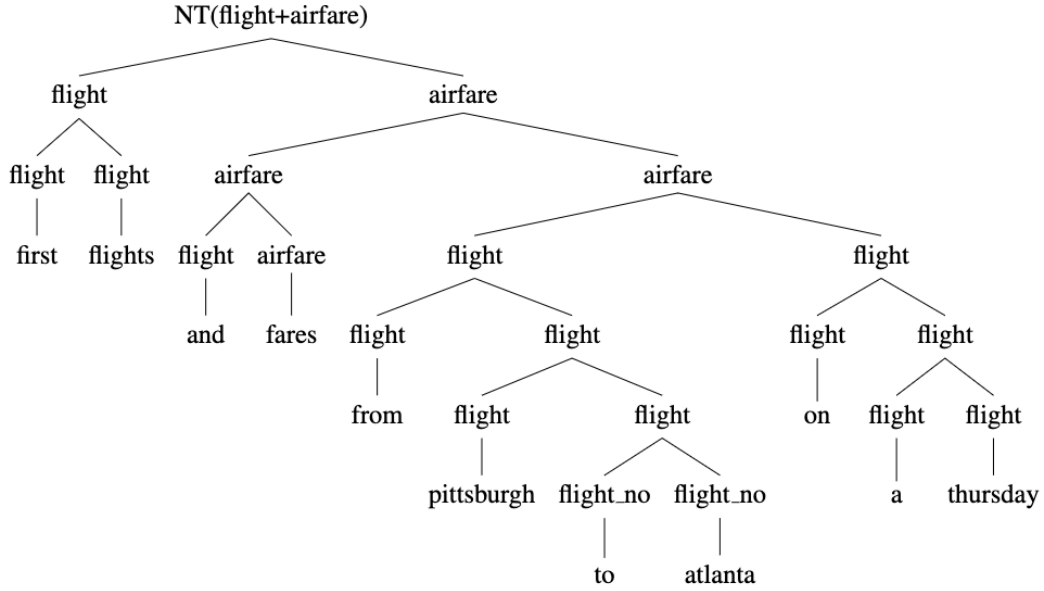 NT(flight+airfare)
flight airfare
flight flight airfare airfare
first flights flight airfare flight flight
and fares flight flight flight flight
from flight flight on flight flight
pittsburgh flight_no flight_no a thursday
to atlanta